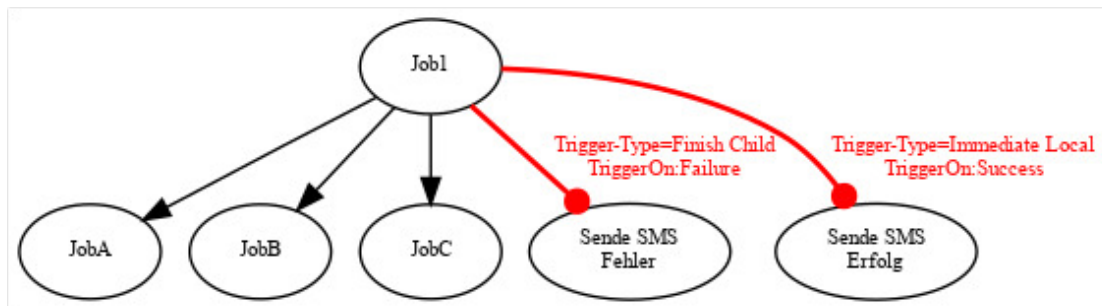 Job1
Trigger-Type=Finish Child
TriggerOn:Failure
Trigger-Type=Immediate Local
TriggerOn:Success
JobA
JobB
JobC
Sende SMS
Fehler
Sende SMS
Erfolg